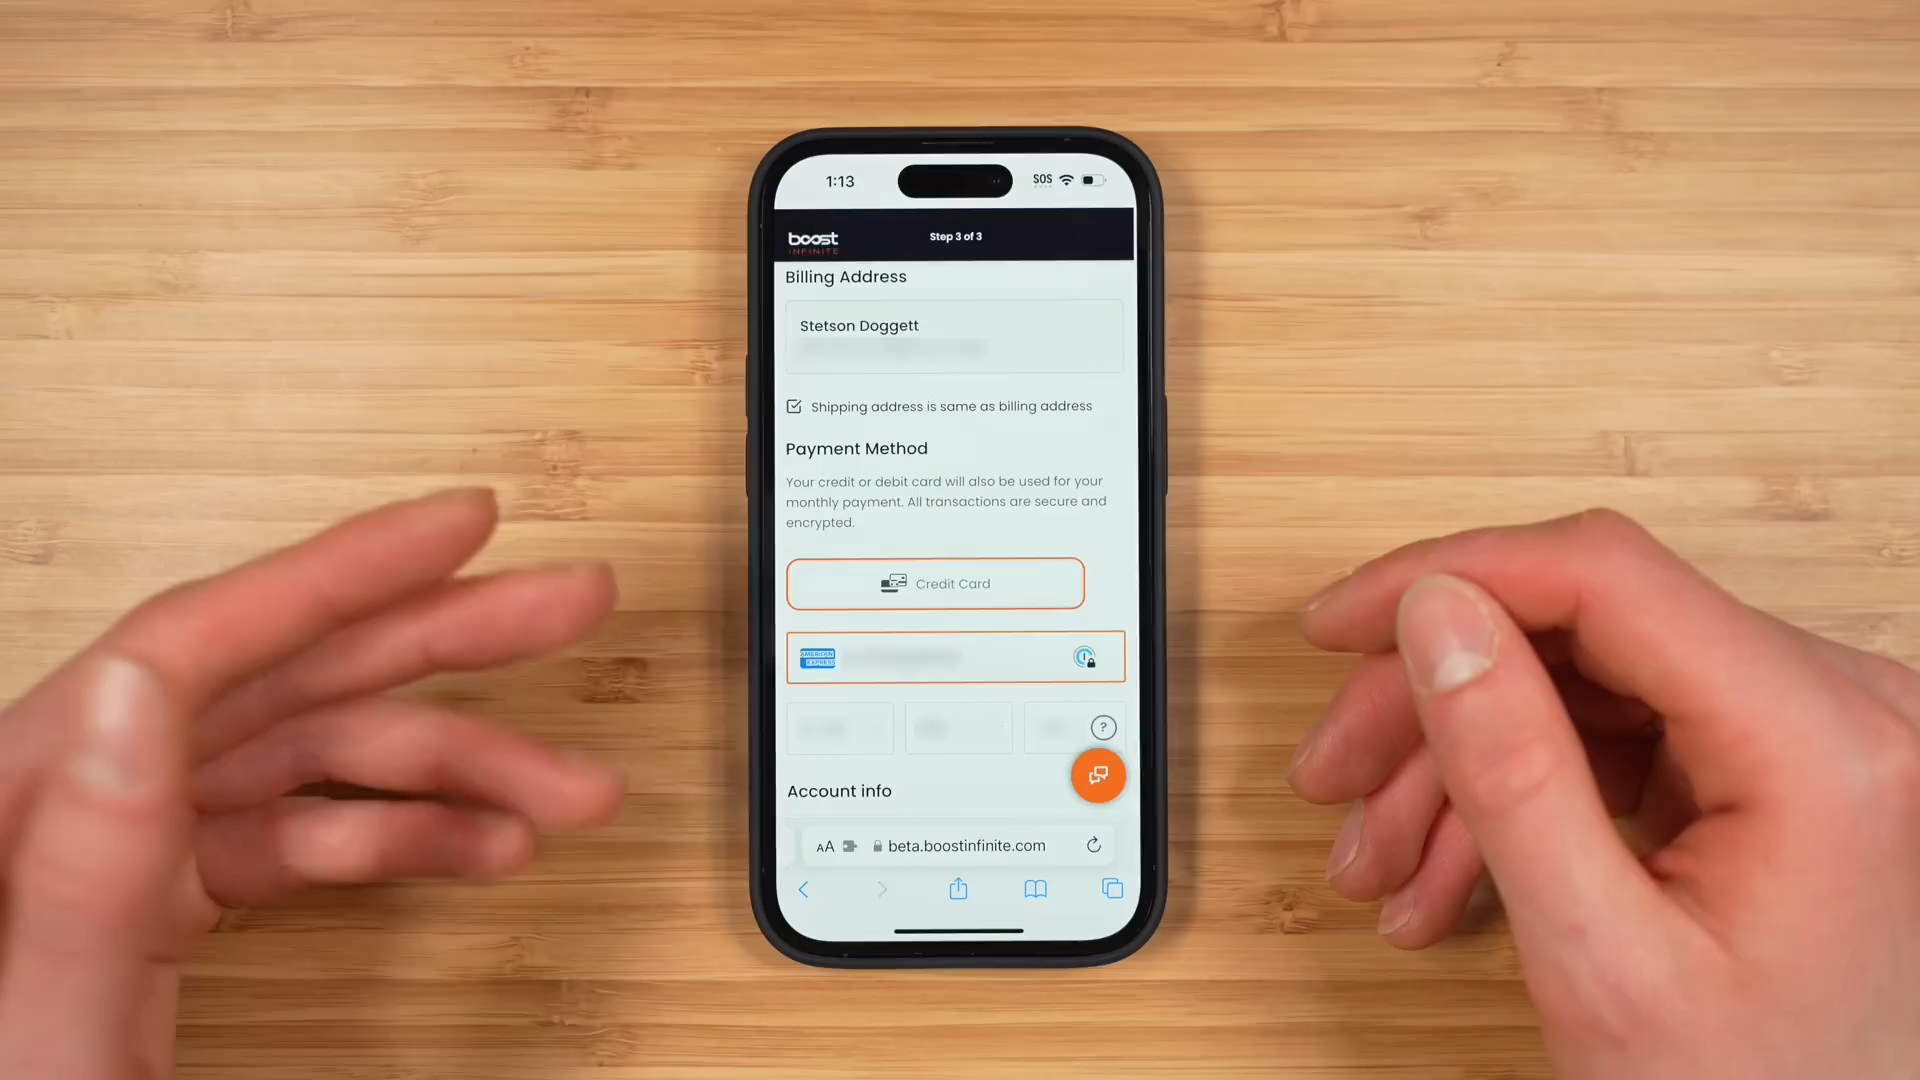 1:13
SOS
boost
INFINITE
Step 3 of 3
Billing Address
Stetson Doggett
Shipping address is same as billing address
Payment Method
Your credit or debit card will also be used for your
monthly payment. All transactions are secure and
encrypted.
Credit Card
AMERICAN
EXPRESS
?
Account info
AA
beta.boostinfinite.com